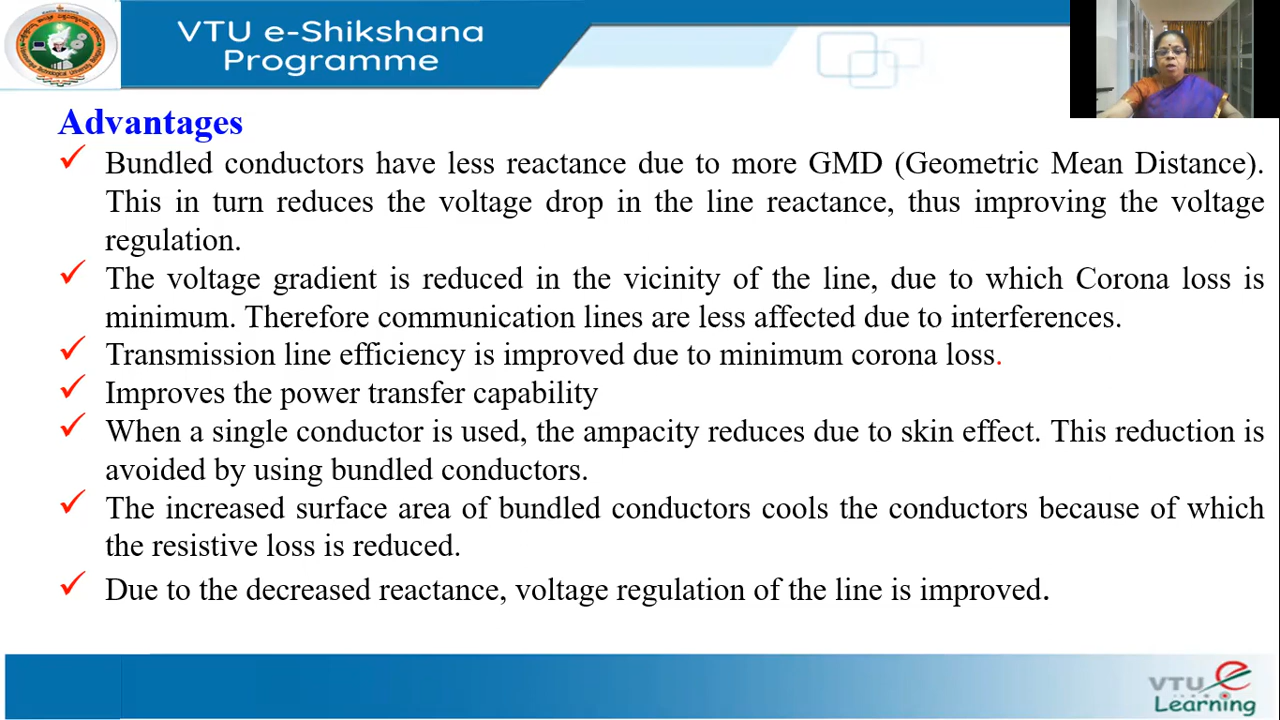 VTU e-Shikshana
Programme
Advantages
✓ Bundled conductors have less reactance due to more GMD (Geometric Mean Distance).
This in turn reduces the voltage drop in the line reactance, thus improving the voltage
regulation.
✓ The voltage gradient is reduced in the vicinity of the line, due to which Corona loss is
minimum. Therefore communication lines are less affected due to interferences.
✓ Transmission line efficiency is improved due to minimum corona loss.
✓ Improves the power transfer capability
✓ When a single conductor is used, the ampacity reduces due to skin effect. This reduction is
avoided by using bundled conductors.
✓ The increased surface area of bundled conductors cools the conductors because of which
the resistive loss is reduced.
✓ Due to the decreased reactance, voltage regulation of the line is improved.
VTU e
Learning